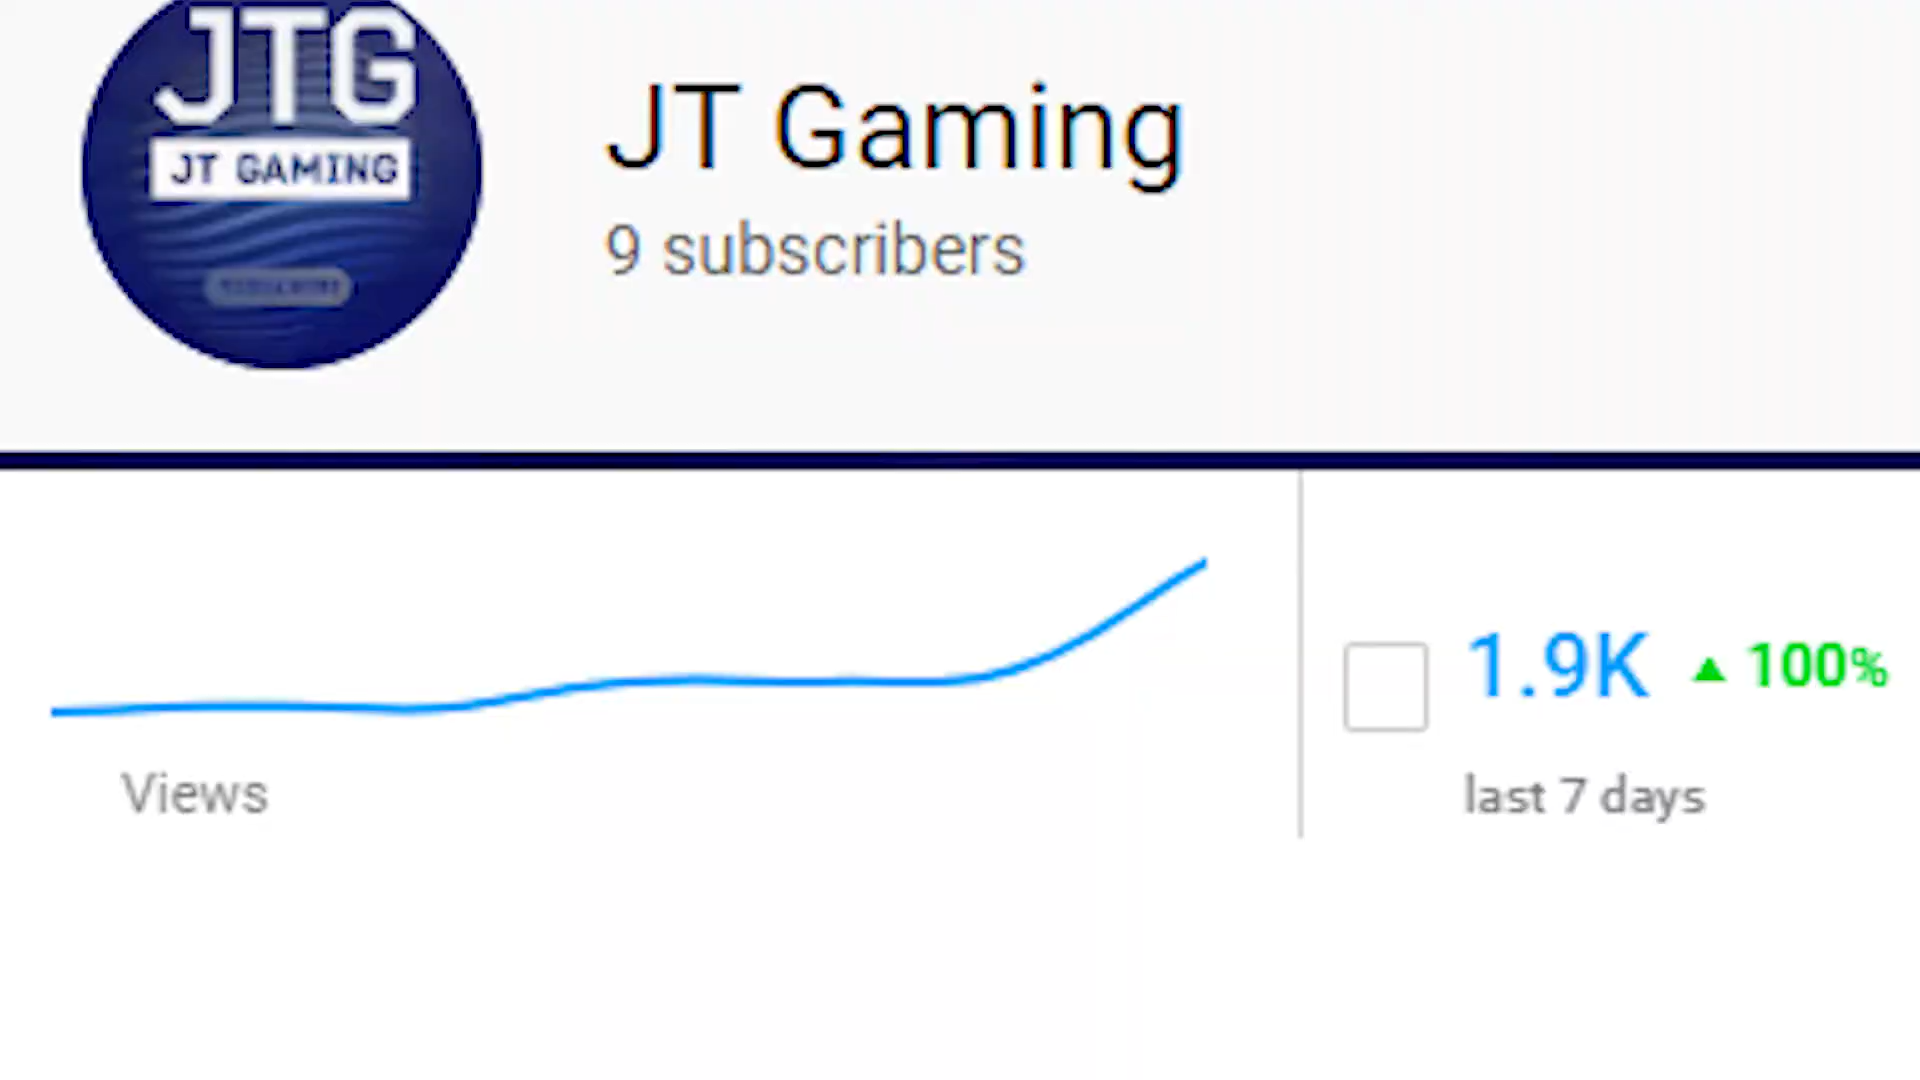 JTG
JT GAMING
JT Gaming
9 subscribers
1.9K ▲ 100%
Views
last 7 days